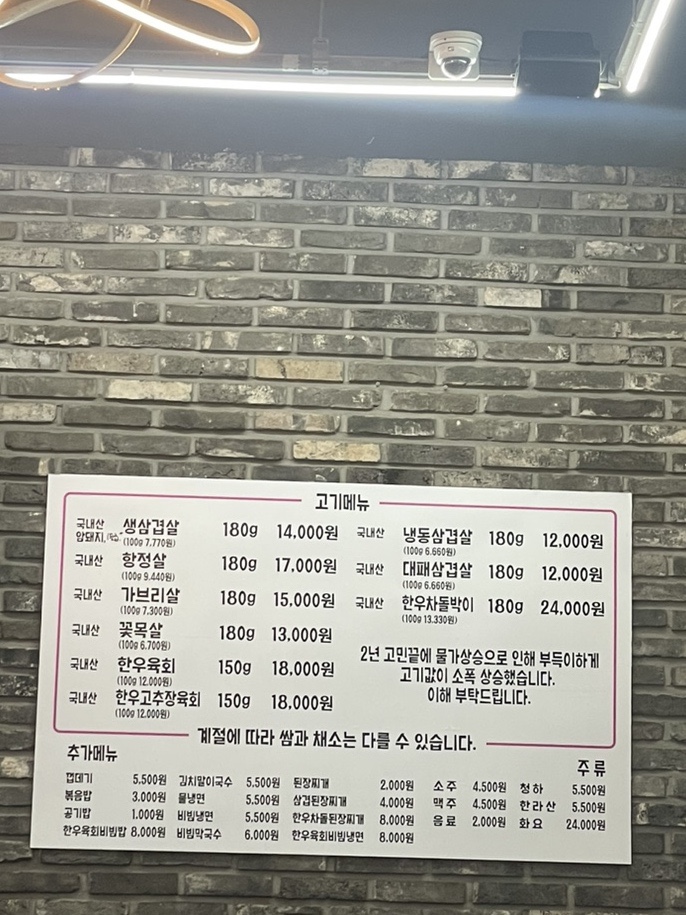 고기메뉴
국내산 암돼지 생삼겹살 180g 14.000원
(100g 7.770원)
국내산 항정살 180g 17.000원
(100g 9.440원)
국내산 가브리살 180g 15.000원
(100g 7.300원)
국내산 꽃목살 180g 13.000원
(100g 6.700원)
국내산 한우육회 150g 18.000원
(100g 12.000원)
국내산 한우고추장육회 150g 18.000원
(100g 12.000원)
국내산 냉동삼겹살 180g 12.000원
(100g 6.660원)
국내산 대패삼겹살 180g 12.000원
(100g 6.660원)
국내산 한우차돌박이 180g 24.000원
(100g 13.330원)
2년 고민끝에 물가상승으로 인해 부득이하게
고기값이 소폭 상승했습니다.
이해 부탁드립니다.
계절에 따라 쌈과 채소는 다를 수 있습니다.
추가메뉴
껍데기 5.500원
볶음밥 3.000원
공기밥 1.000원
한우육회비빔밥 8.000원
김치말이국수 5.500원
물냉면 5.500원
비빔냉면 5.500원
비빔막국수 6.000원
된장찌개 2.000원
삼겹된장찌개 4.000원
한우차돌된장찌개 8.000원
한우육회비빔냉면 8.000원
주류
소주 4.500원
맥주 4.500원
음료 2.000원
청하 5.500원
한라산 5.500원
화요 24.000원